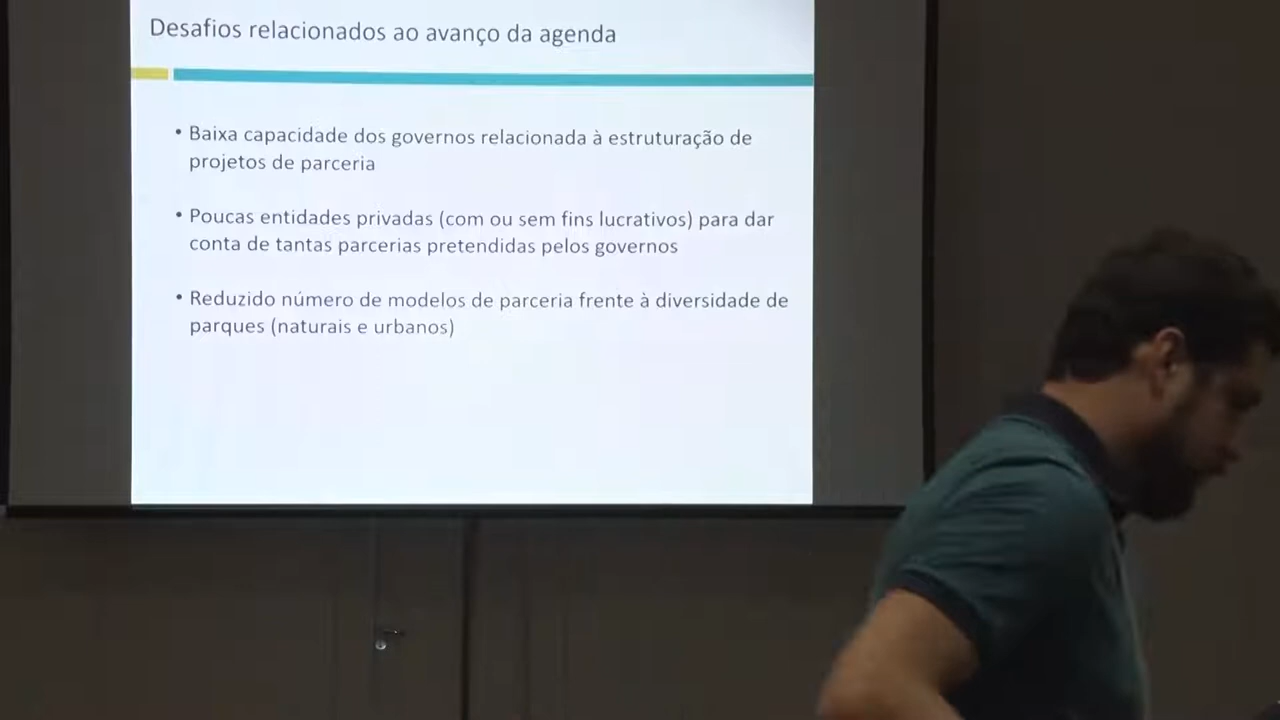 Desafios relacionados ao avanço da agenda
• Baixa capacidade dos governos relacionada à estruturação de
projetos de parceria
• Poucas entidades privadas (com ou sem fins lucrativos) para dar
conta de tantas parcerias pretendidas pelos governos
• Reduzido número de modelos de parceria frente à diversidade de
parques (naturais e urbanos)